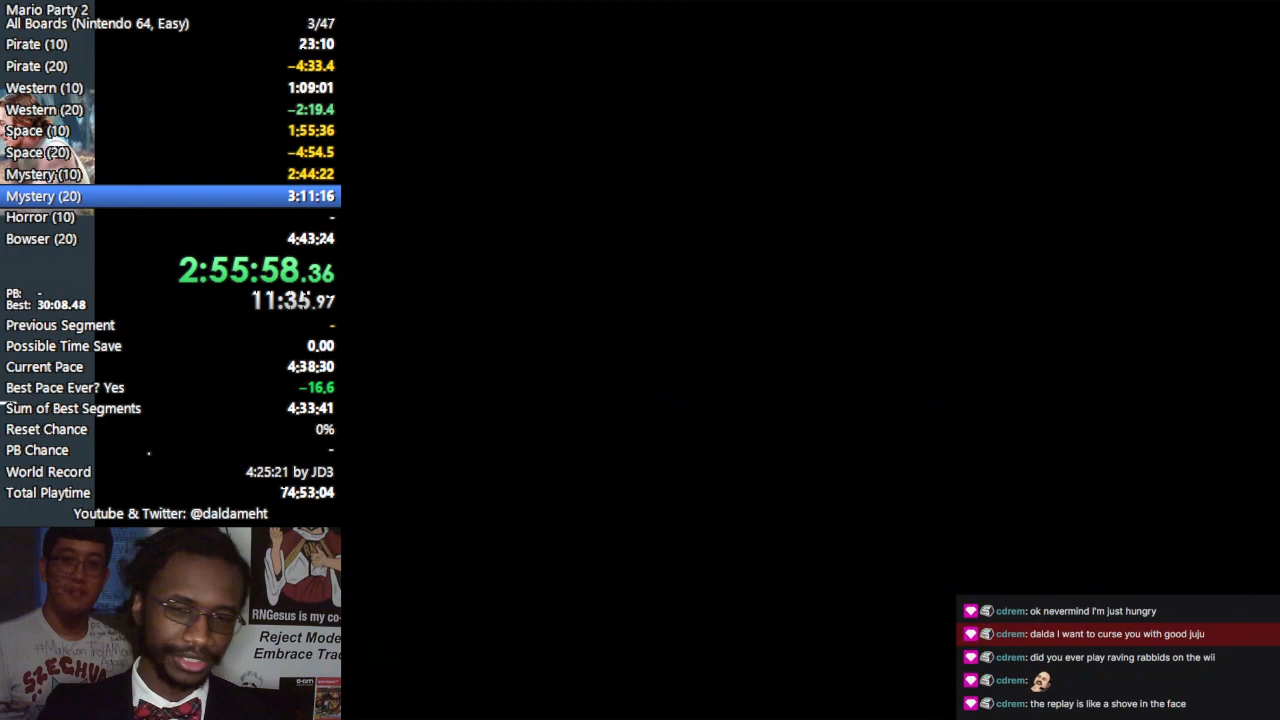 Mario Party 2
All Boards (Nintendo 64, Easy) 3/47
Pirate (10) 23:10
Pirate (20) -4:33.4
Western (10) 1:09:01
Western (20) -2:19.4
Space (10) 1:55:36
Space (20) -4:54.5
Mystery (10) 2:44:22
Mystery (20) 3:11:16
Horror (10) -
Bowser (20) 4:43:24
2:55:58.36
PB: -
11:35.97
Best: 30:08.48
Previous Segment -
Possible Time Save 0.00
Current Pace 4:38:30
Best Pace Ever? Yes -16.6
Sum of Best Segments 4:33:41
Reset Chance 0%
PB Chance -
World Record 4:25:21 by JD3
Total Playtime 74:53:04
Youtube & Twitter: @daldameht
RNGesus is my co-
Reject Mode
Embrace Trad
cdrem: ok nevermind I'm just hungry
cdrem: dalda I want to curse you with good juju
cdrem: did you ever play raving rabbids on the wii
cdrem:
cdrem: the replay is like a shove in the face